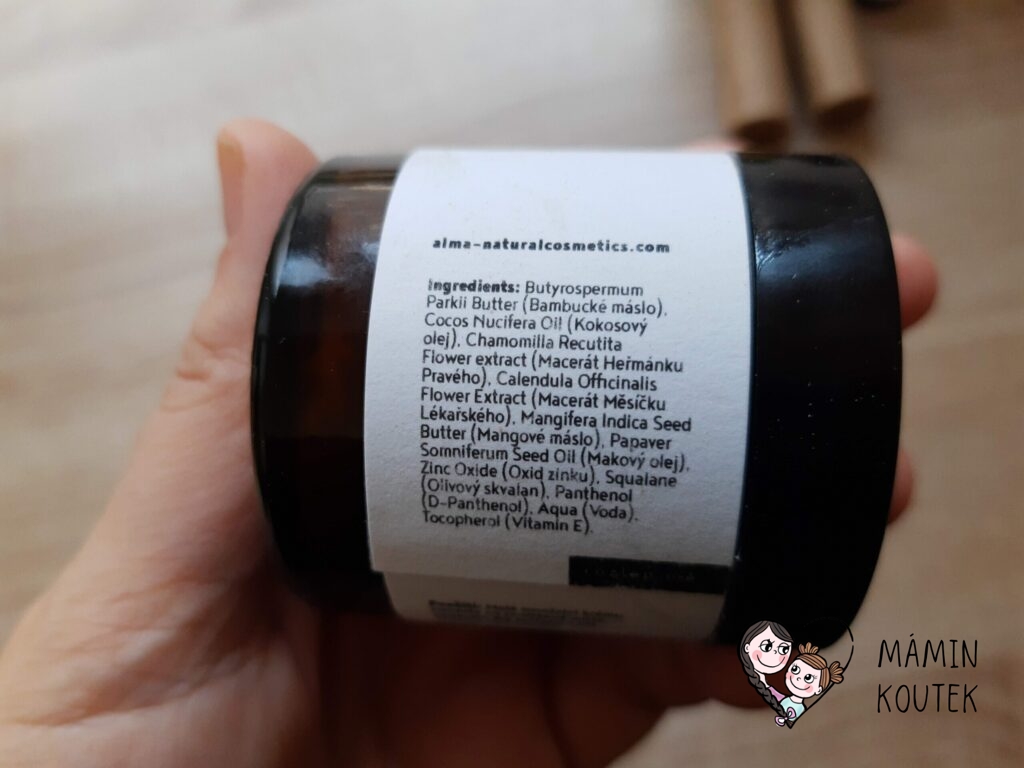 alma-naturalcosmetics.com
Ingredients: Butyrospermum
Parkii Butter (Bambucké máslo),
Cocos Nucifera Oil (Kokosový
olej), Chamomilla Recutita
Flower extract (Macerát Heřmánku
Pravého), Calendula Officinalis
Flower Extract (Macerát Měsíčku
Lékařského), Mangifera Indica Seed
Butter (Mangové máslo), Papaver
Somniferum Seed Oil (Makový olej),
Zinc Oxide (Oxid zinku), Squalane
(Olivový skvalan), Panthenol
(D-Panthenol), Aqua (Voda),
Tocopherol (Vitamin E).
MÁMIN
KOUTEK